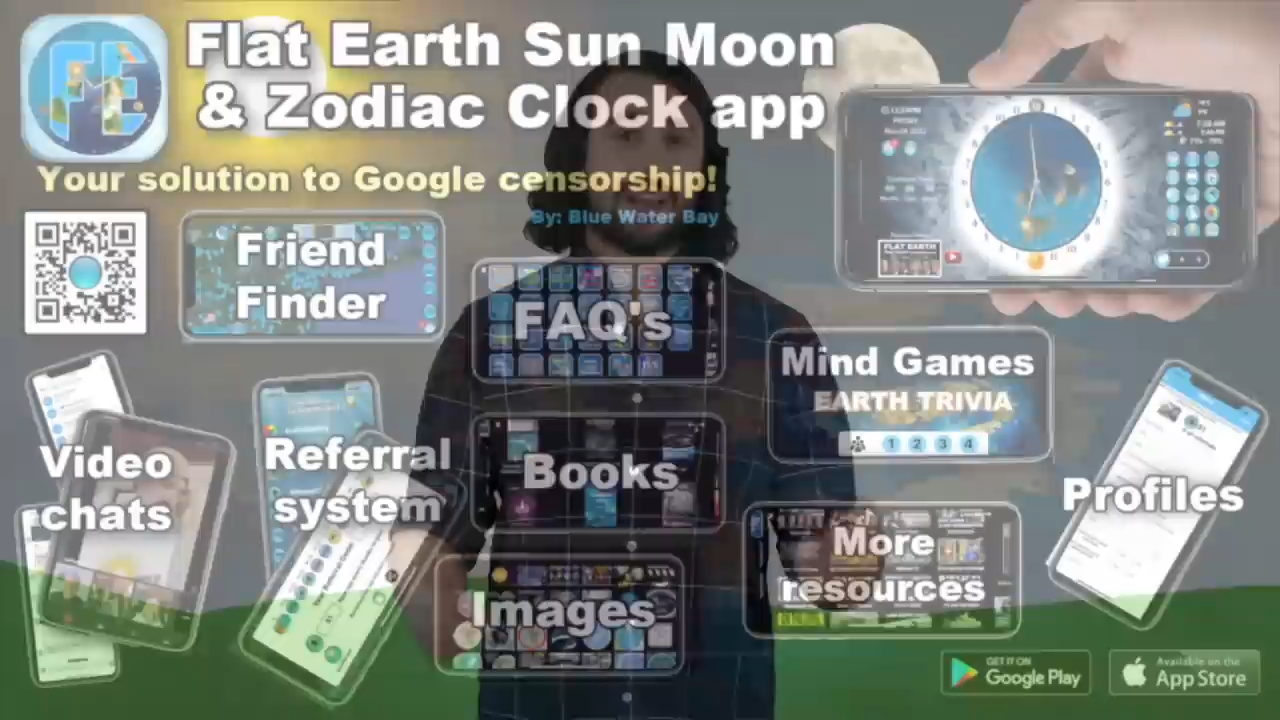 FE
Flat Earth Sun Moon
& Zodiac Clock app
Your solution to Google censorship!
By: Blue Water Bay
Friend
Finder
FAQ's
FLAT EARTH
Mind Games
EARTH TRIVIA
1 2 3 4
Video
chats
Referral
system
Books
Profiles
More
resources
Images
GET IT ON
Google Play
Available on the
App Store